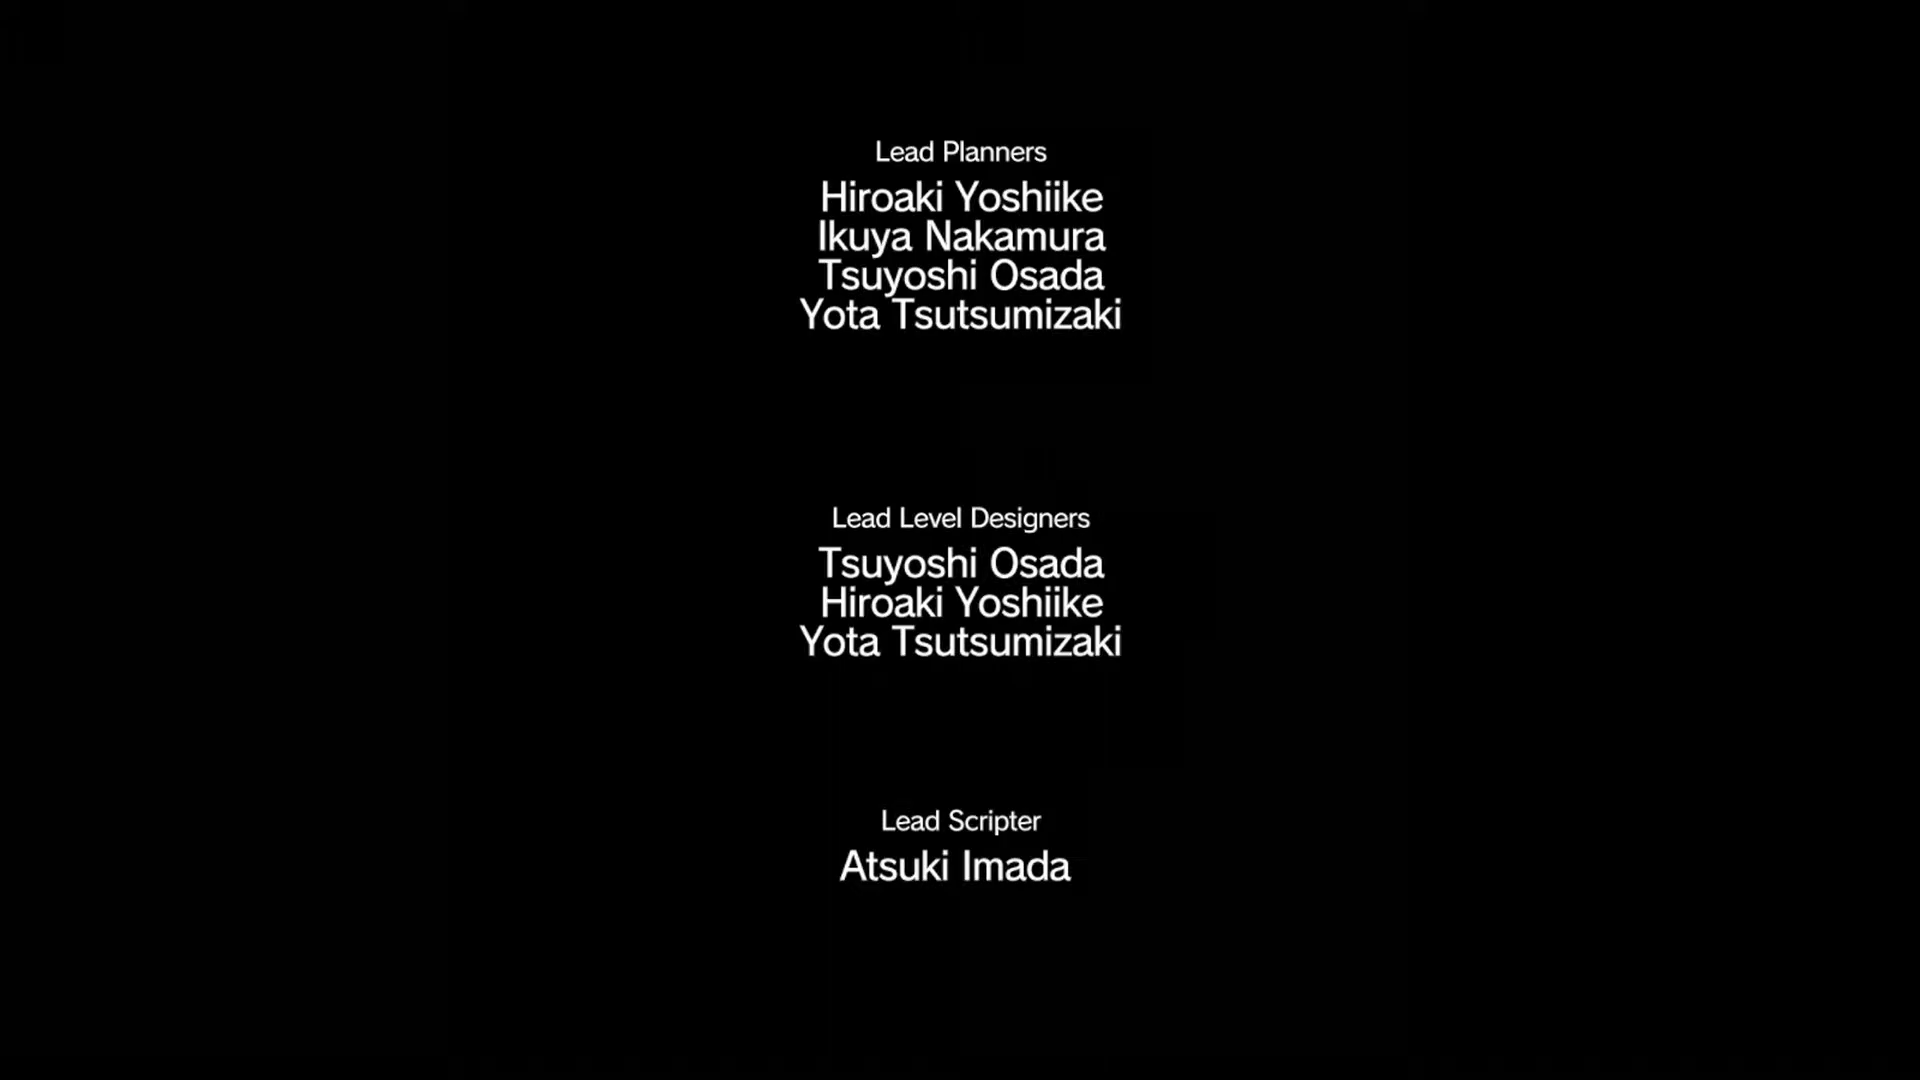 Lead Planners
Hiroaki Yoshiike
Ikuya Nakamura
Tsuyoshi Osada
Yota Tsutsumizaki
Lead Level Designers
Tsuyoshi Osada
Hiroaki Yoshiike
Yota Tsutsumizaki
Lead Scripter
Atsuki Imada